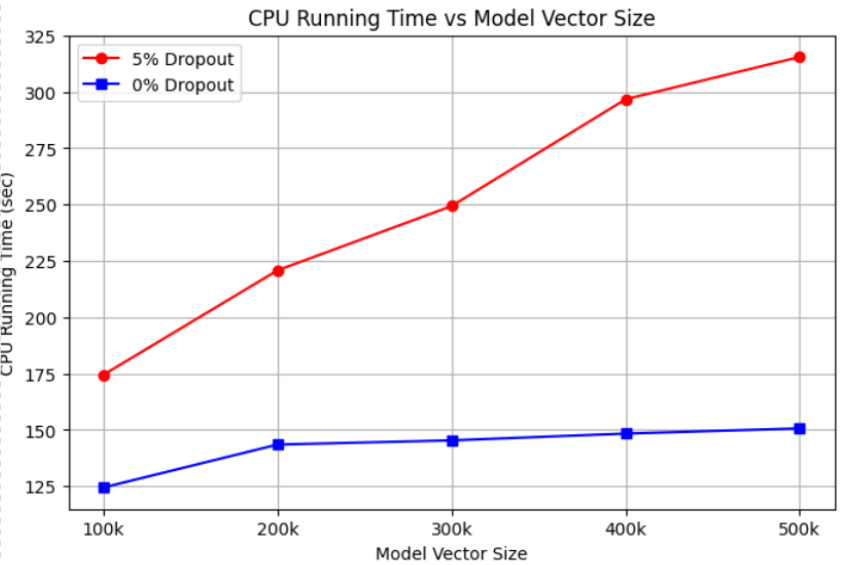 CPU Running Time vs Model Vector Size
5% Dropout
0% Dropout
CPU Running Time (sec)
325
300
275
250
225
200
175
150
125
100k 200k 300k 400k 500k
Model Vector Size